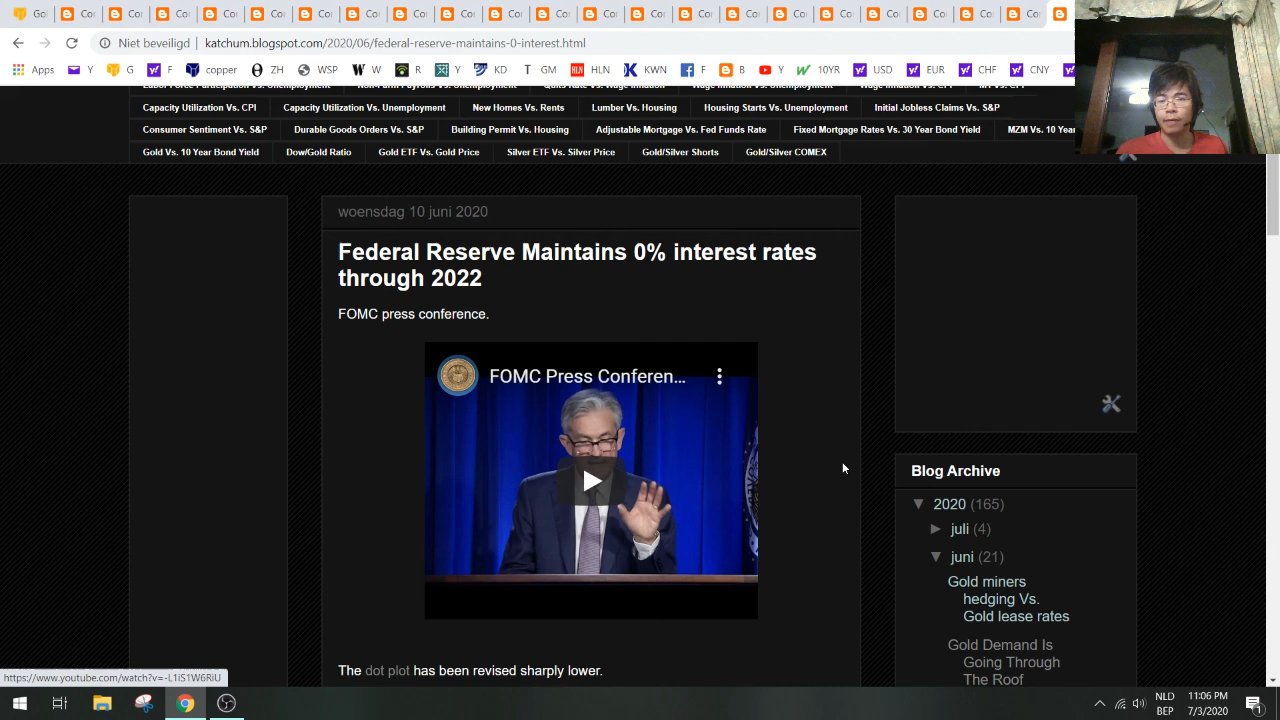 Niet beveiligd katchum.blogspot.com/2020/06/federal-reserve-maintains-0-interest.html
Apps Y G F copper ZH WSP W R Y KD T GM HLN KWN F B Y 10YR USD EUR CHF CNY
Capacity Utilization Vs. CPI Capacity Utilization Vs. Unemployment New Homes Vs. Rents Lumber Vs. Housing Housing Starts Vs. Unemployment Initial Jobless Claims Vs. S&P
Consumer Sentiment Vs. S&P Durable Goods Orders Vs. S&P Building Permit Vs. Housing Adjustable Mortgage Vs. Fed Funds Rate Fixed Mortgage Rates Vs. 30 Year Bond Yield MZM Vs. 10 Yea
Gold Vs. 10 Year Bond Yield Dow/Gold Ratio Gold ETF Vs. Gold Price Silver ETF Vs. Silver Price Gold/Silver Shorts Gold/Silver COMEX
woensdag 10 juni 2020
Federal Reserve Maintains 0% interest rates
through 2022
FOMC press conference.
FOMC Press Conferen...
The dot plot has been revised sharply lower.
Blog Archive
▼ 2020 (165)
► juli (4)
▼ juni (21)
Gold miners
hedging Vs.
Gold lease rates
Gold Demand Is
Going Through
The Roof
https://www.youtube.com/watch?v=-L1iS1W6RiU
NLD 11:06 PM
BEP 7/3/2020
1